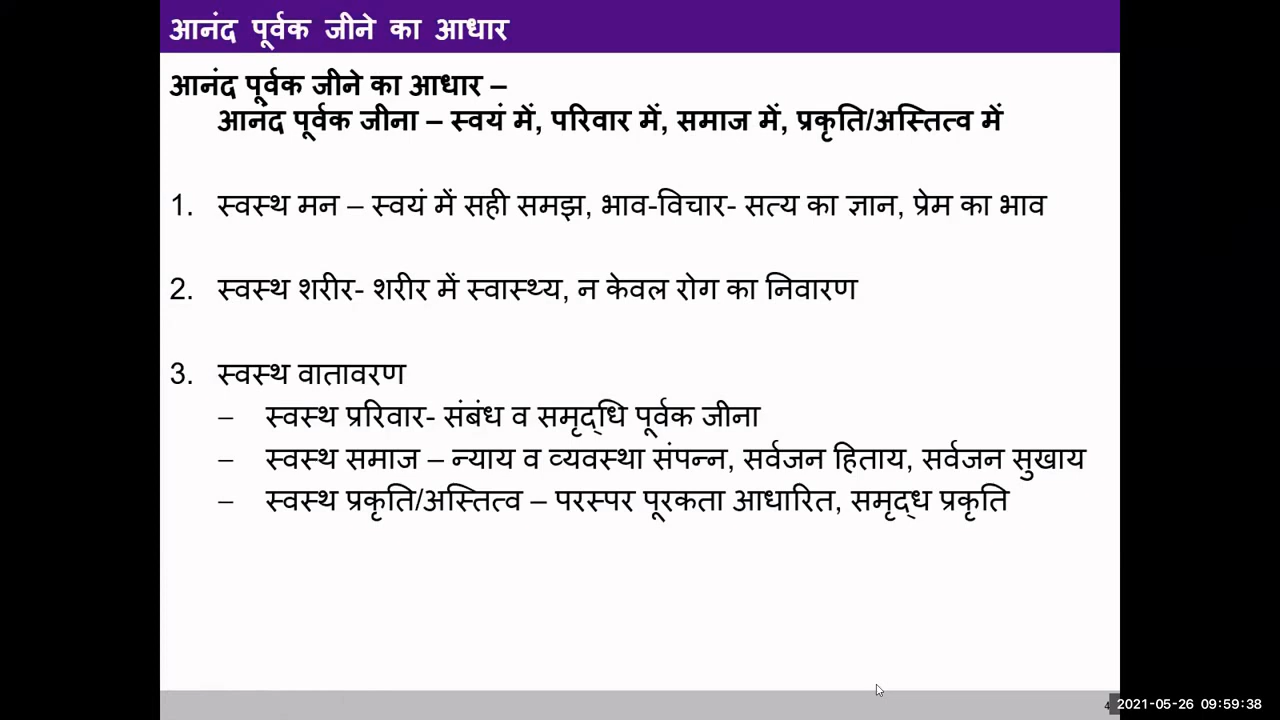 आनंद पूर्वक जीने का आधार
आनंद पूर्वक जीने का आधार –
आनंद पूर्वक जीना – स्वयं में, परिवार में, समाज में, प्रकृति/अस्तित्व में
1. स्वस्थ मन – स्वयं में सही समझ, भाव-विचार- सत्य का ज्ञान, प्रेम का भाव
2. स्वस्थ शरीर- शरीर में स्वास्थ्य, न केवल रोग का निवारण
3. स्वस्थ वातावरण
– स्वस्थ प्ररिवार- संबंध व समृद्धि पूर्वक जीना
– स्वस्थ समाज – न्याय व व्यवस्था संपन्न, सर्वजन हिताय, सर्वजन सुखाय
– स्वस्थ प्रकृति/अस्तित्व – परस्पर पूरकता आधारित, समृद्ध प्रकृति
4
2021-05-26 09:59:38